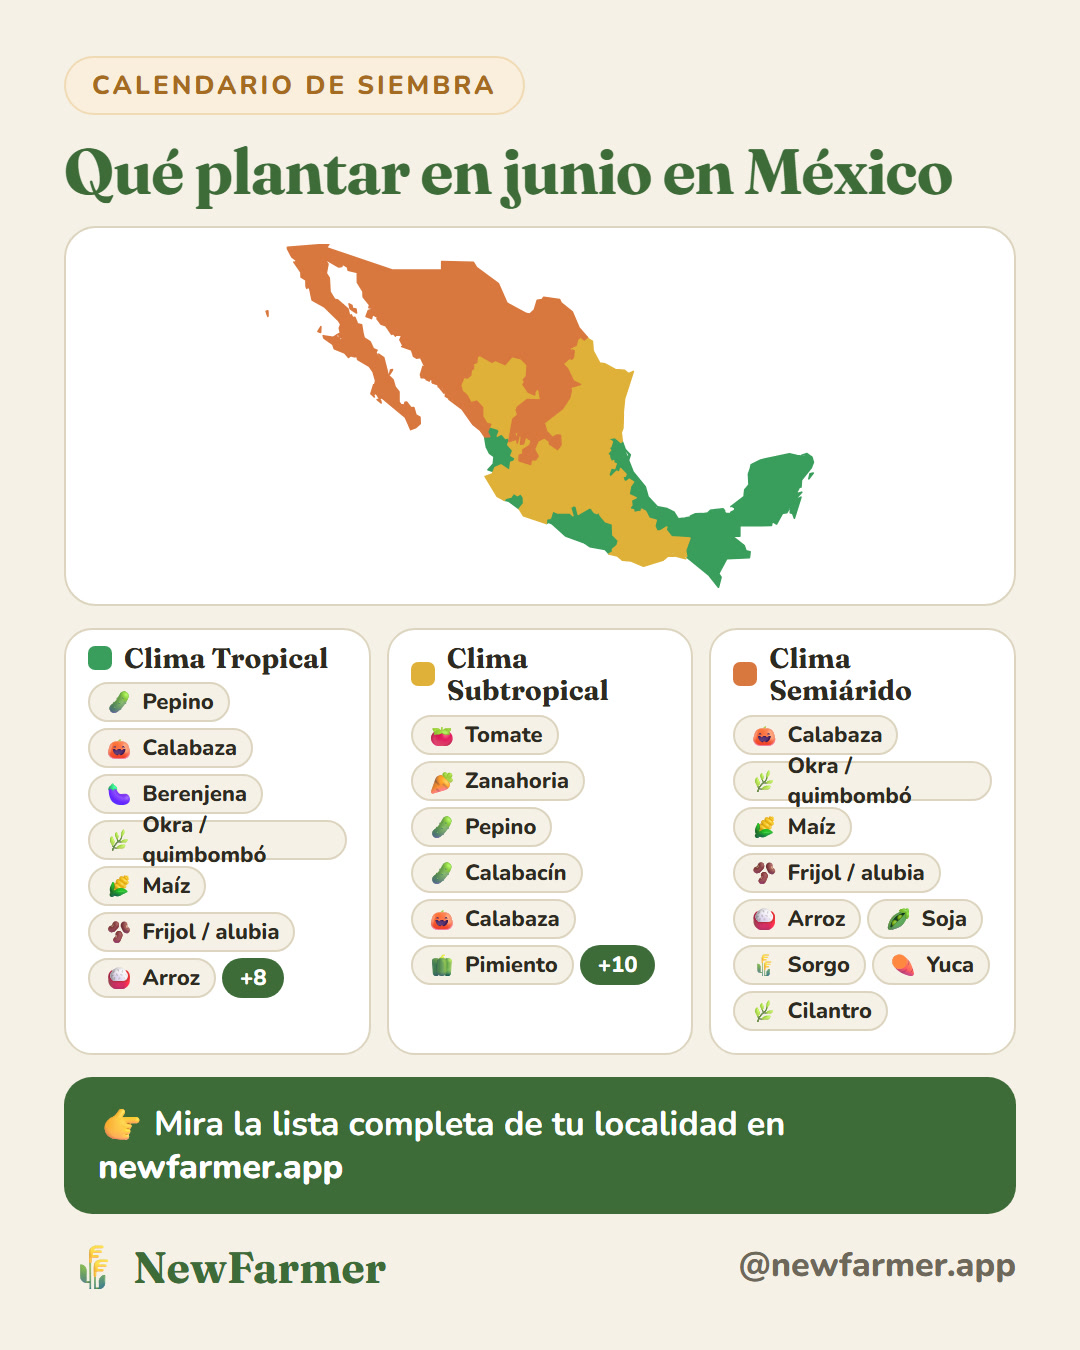 CALENDARIO DE SIEMBRA
Qué plantar en junio en México
Clima Tropical
Pepino
Calabaza
Berenjena
Okra /
quimbombó
Maíz
Frijol / alubia
Arroz
+8
Clima
Subtropical
Tomate
Zanahoria
Pepino
Calabacín
Calabaza
Pimiento
+10
Clima
Semiárido
Calabaza
Okra /
quimbombó
Maíz
Frijol / alubia
Arroz
Soja
Sorgo
Yuca
Cilantro
Mira la lista completa de tu localidad en
newfarmer.app
NewFarmer
@newfarmer.app